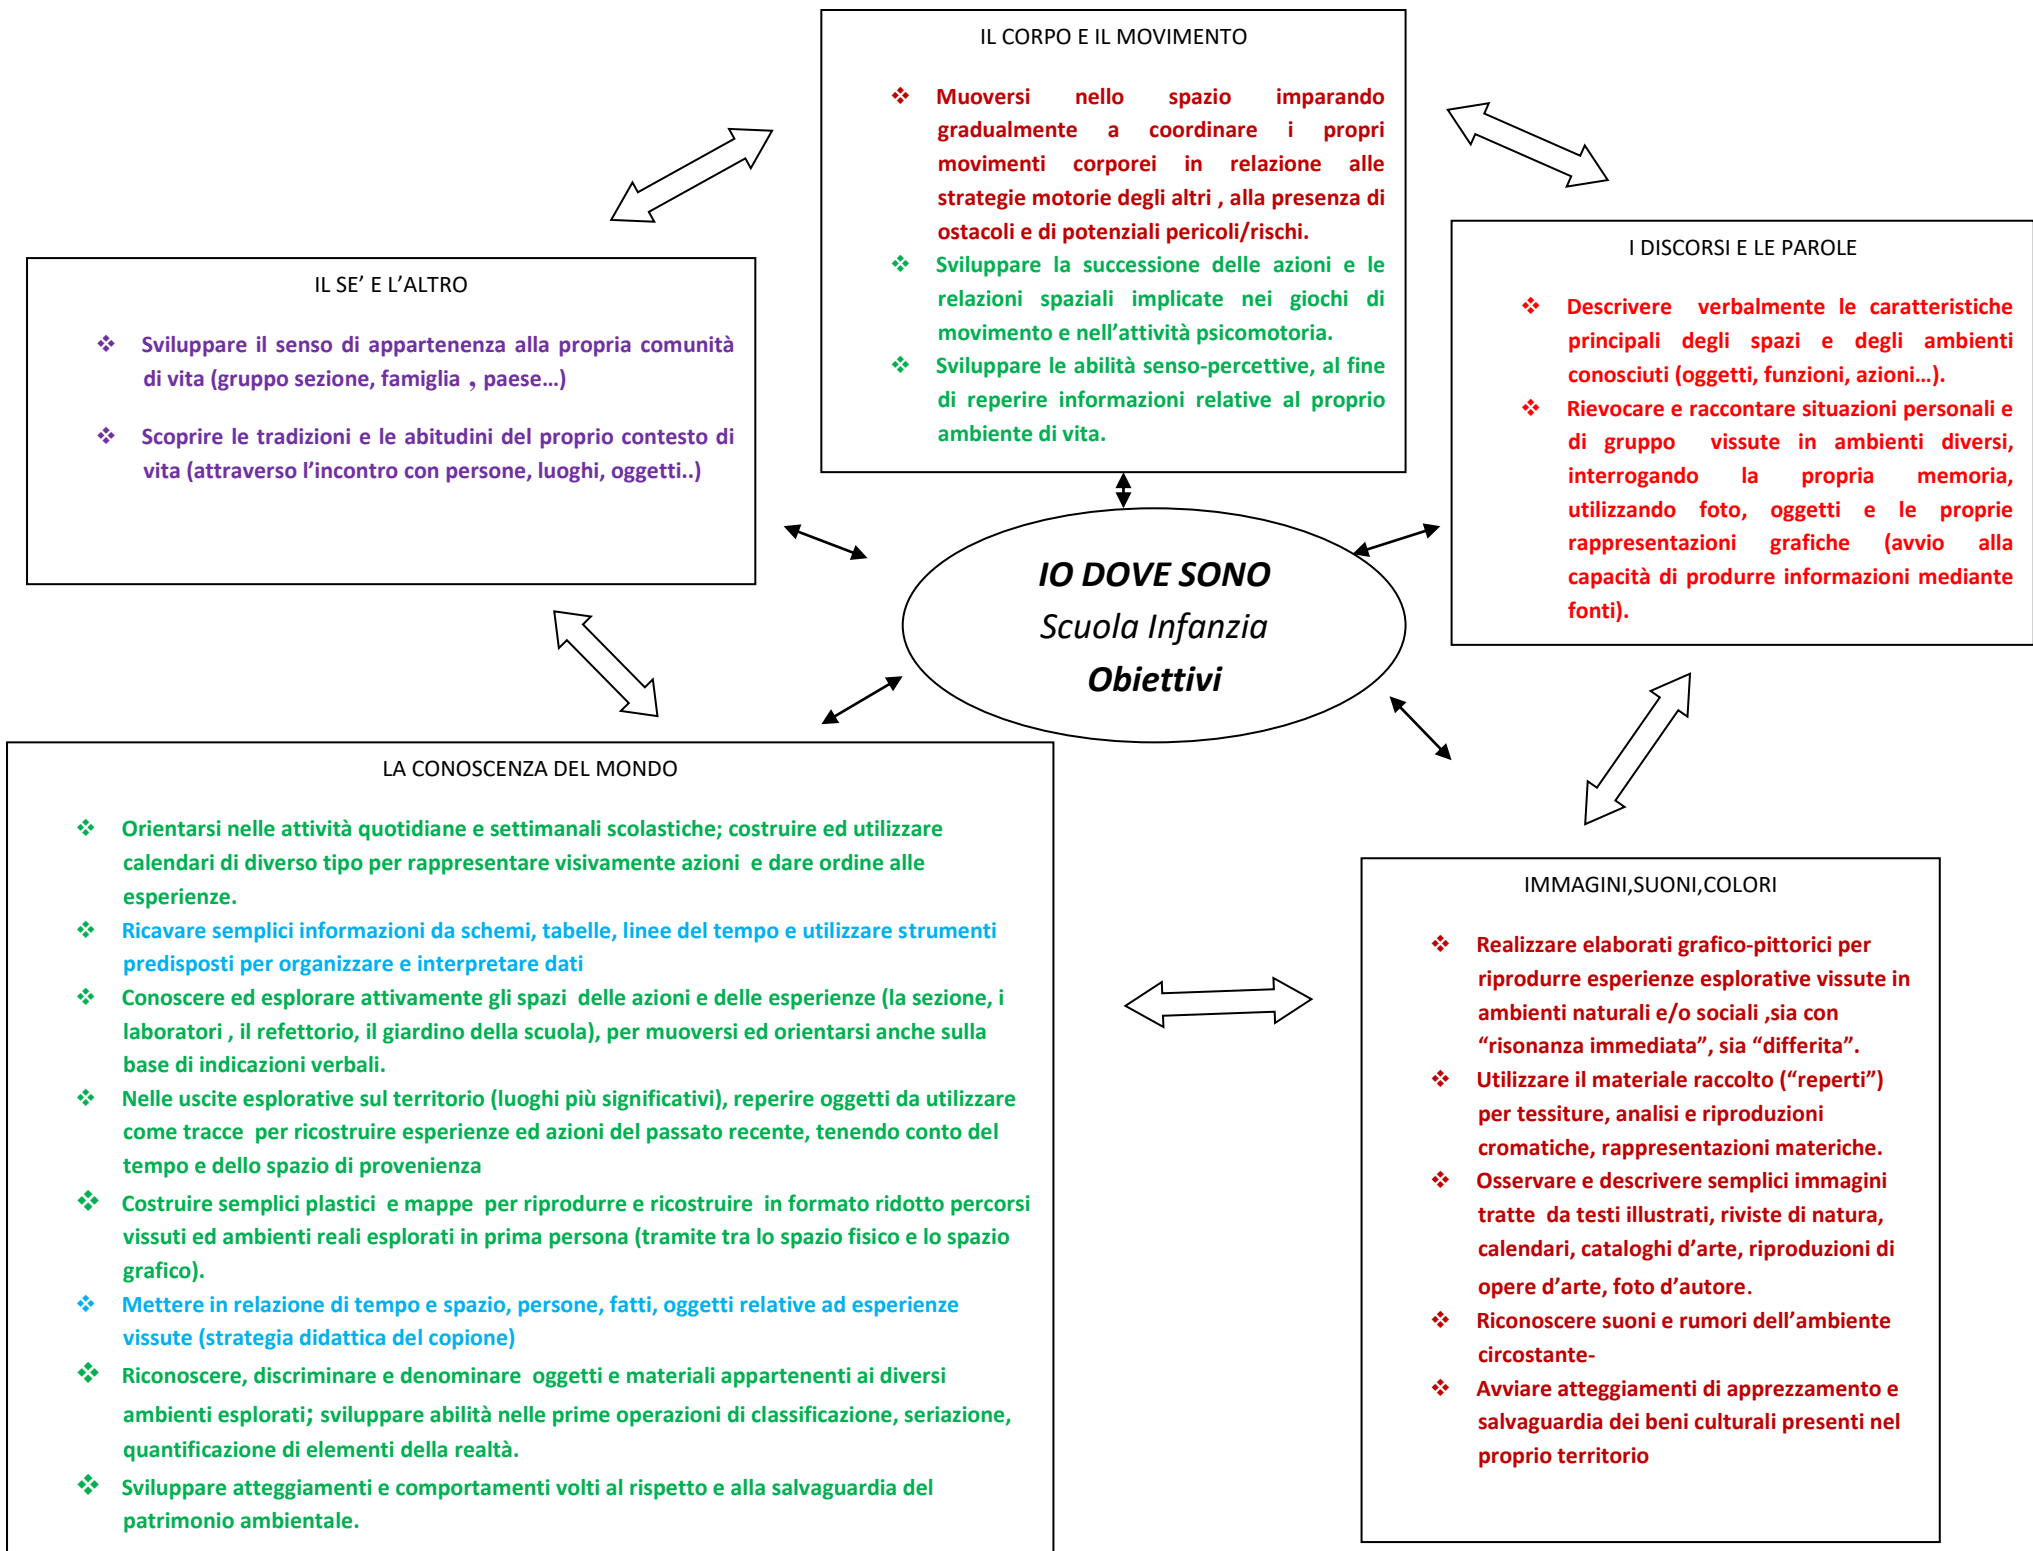 IL CORPO E IL MOVIMENTO
❖ Muoversi nello spazio imparando
gradualmente a coordinare i propri
movimenti corporei in relazione alle
strategie motorie degli altri , alla presenza di
ostacoli e di potenziali pericoli/rischi.
❖ Sviluppare la successione delle azioni e le
relazioni spaziali implicate nei giochi di
movimento e nell'attività psicomotoria.
❖ Sviluppare le abilità senso-percettive, al fine
di reperire informazioni relative al proprio
ambiente di vita.
IL SE' E L'ALTRO
❖ Sviluppare il senso di appartenenza alla propria comunità
di vita (gruppo sezione, famiglia , paese…)
❖ Scoprire le tradizioni e le abitudini del proprio contesto di
vita (attraverso l'incontro con persone, luoghi, oggetti..)
I DISCORSI E LE PAROLE
❖ Descrivere verbalmente le caratteristiche
principali degli spazi e degli ambienti
conosciuti (oggetti, funzioni, azioni…).
❖ Rievocare e raccontare situazioni personali e
di gruppo vissute in ambienti diversi,
interrogando la propria memoria,
utilizzando foto, oggetti e le proprie
rappresentazioni grafiche (avvio alla
capacità di produrre informazioni mediante
fonti).
IO DOVE SONO
Scuola Infanzia
Obiettivi
LA CONOSCENZA DEL MONDO
❖ Orientarsi nelle attività quotidiane e settimanali scolastiche; costruire ed utilizzare
calendari di diverso tipo per rappresentare visivamente azioni e dare ordine alle
esperienze.
❖ Ricavare semplici informazioni da schemi, tabelle, linee del tempo e utilizzare strumenti
predisposti per organizzare e interpretare dati
❖ Conoscere ed esplorare attivamente gli spazi delle azioni e delle esperienze (la sezione, i
laboratori , il refettorio, il giardino della scuola), per muoversi ed orientarsi anche sulla
base di indicazioni verbali.
❖ Nelle uscite esplorative sul territorio (luoghi più significativi), reperire oggetti da utilizzare
come tracce per ricostruire esperienze ed azioni del passato recente, tenendo conto del
tempo e dello spazio di provenienza
❖ Costruire semplici plastici e mappe per riprodurre e ricostruire in formato ridotto percorsi
vissuti ed ambienti reali esplorati in prima persona (tramite tra lo spazio fisico e lo spazio
grafico).
❖ Mettere in relazione di tempo e spazio, persone, fatti, oggetti relative ad esperienze
vissute (strategia didattica del copione)
❖ Riconoscere, discriminare e denominare oggetti e materiali appartenenti ai diversi
ambienti esplorati; sviluppare abilità nelle prime operazioni di classificazione, seriazione,
quantificazione di elementi della realtà.
❖ Sviluppare atteggiamenti e comportamenti volti al rispetto e alla salvaguardia del
patrimonio ambientale.
IMMAGINI,SUONI,COLORI
❖ Realizzare elaborati grafico-pittorici per
riprodurre esperienze esplorative vissute in
ambienti naturali e/o sociali ,sia con
“risonanza immediata”, sia “differita”.
❖ Utilizzare il materiale raccolto (“reperti”)
per tessiture, analisi e riproduzioni
cromatiche, rappresentazioni materiche.
❖ Osservare e descrivere semplici immagini
tratte da testi illustrati, riviste di natura,
calendari, cataloghi d'arte, riproduzioni di
opere d'arte, foto d'autore.
❖ Riconoscere suoni e rumori dell'ambiente
circostante-
❖ Avviare atteggiamenti di apprezzamento e
salvaguardia dei beni culturali presenti nel
proprio territorio